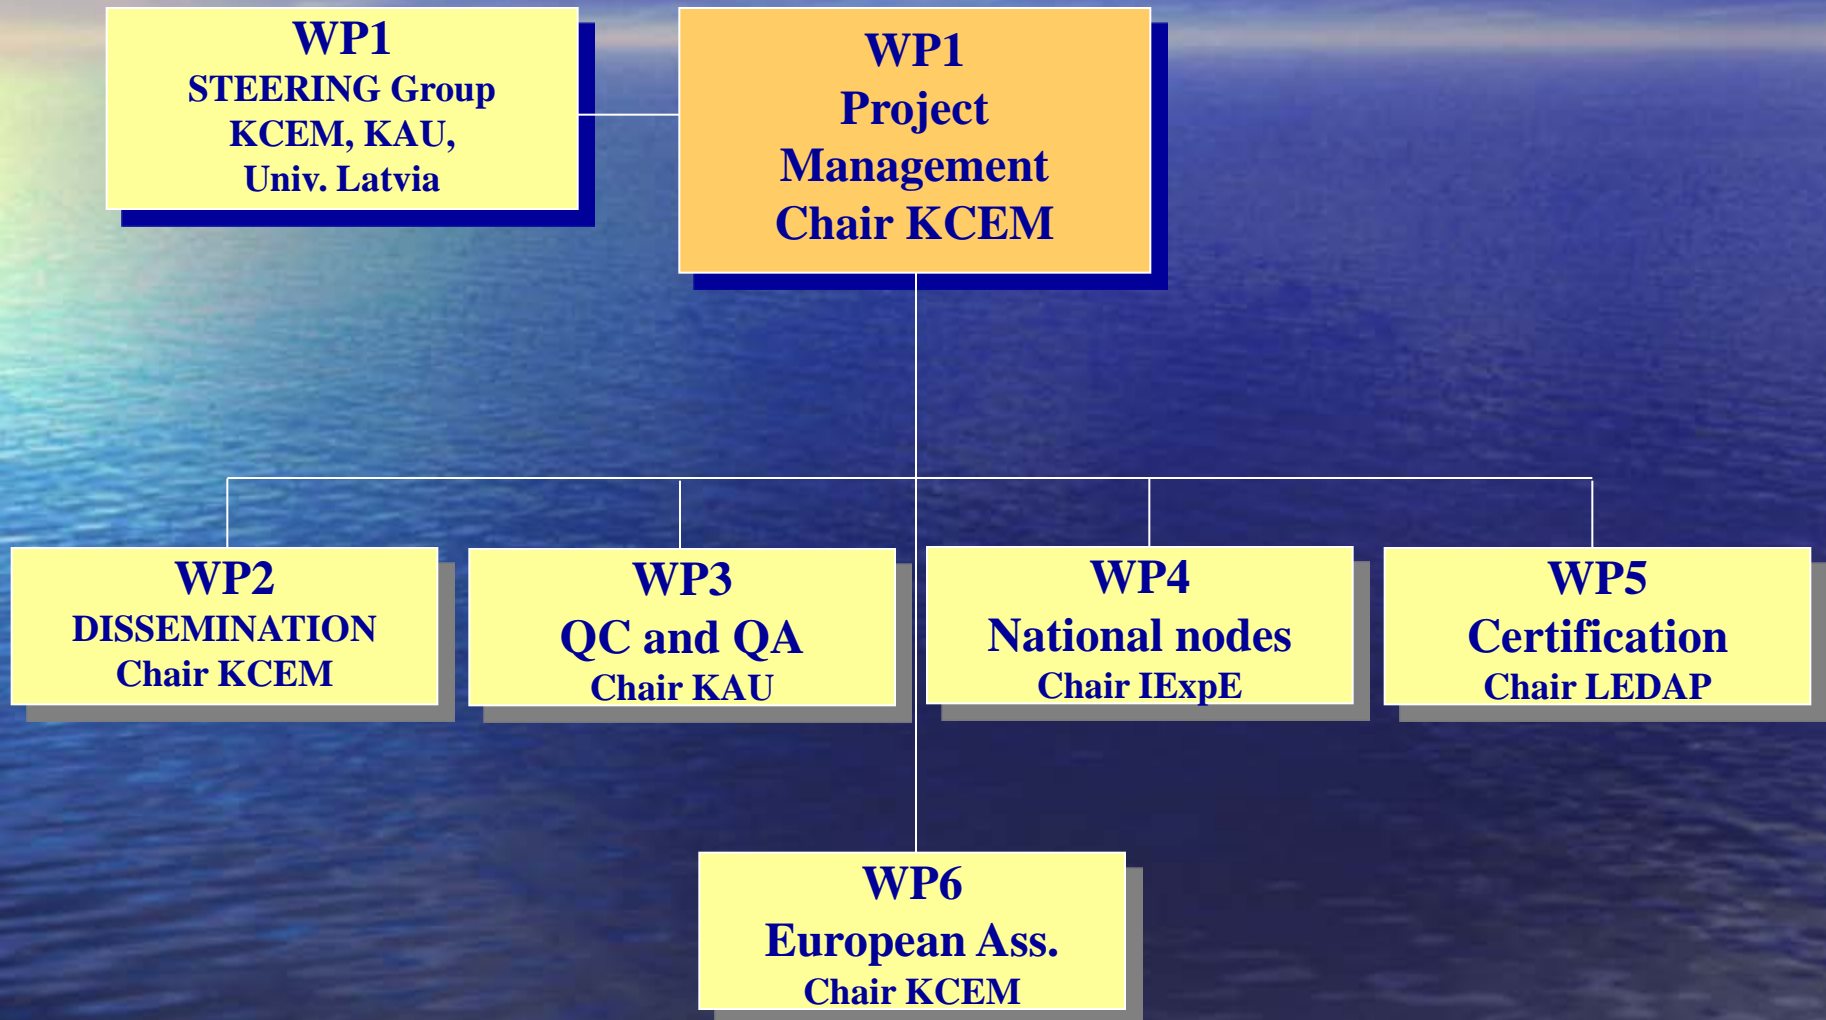 WP1
STEERING Group
KCEM, KAU,
Univ. Latvia
WP1
Project
Management
Chair KCEM
WP2
DISSEMINATION
Chair KCEM
WP3
QC and QA
Chair KAU
WP4
National nodes
Chair IExpE
WP5
Certification
Chair LEDAP
WP6
European Ass.
Chair KCEM